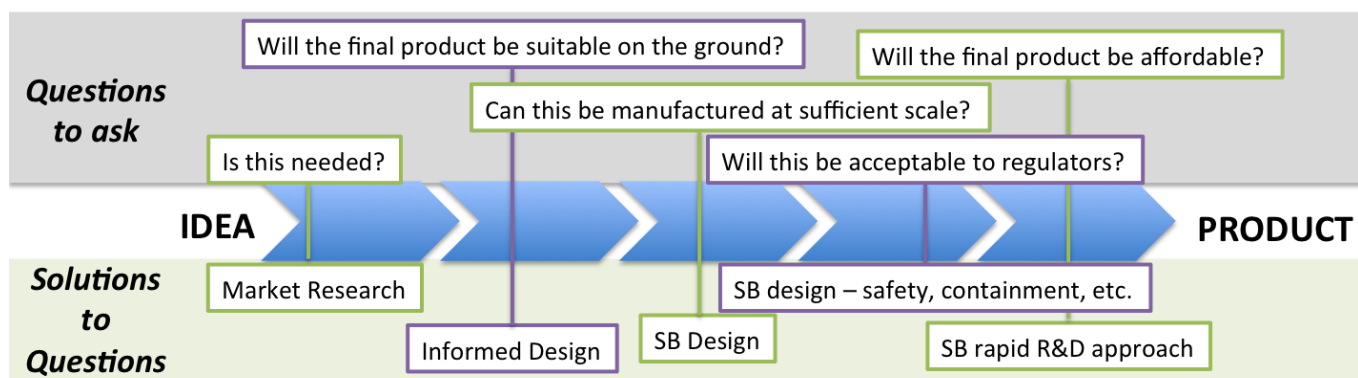 Will the final product be suitable on the ground?
Will the final product be affordable?
Questions
to ask
Can this be manufactured at sufficient scale?
Is this needed?
Will this be acceptable to regulators?
IDEA
PRODUCT
Solutions
to
Questions
Market Research
SB design – safety, containment, etc.
Informed Design
SB Design
SB rapid R&D approach